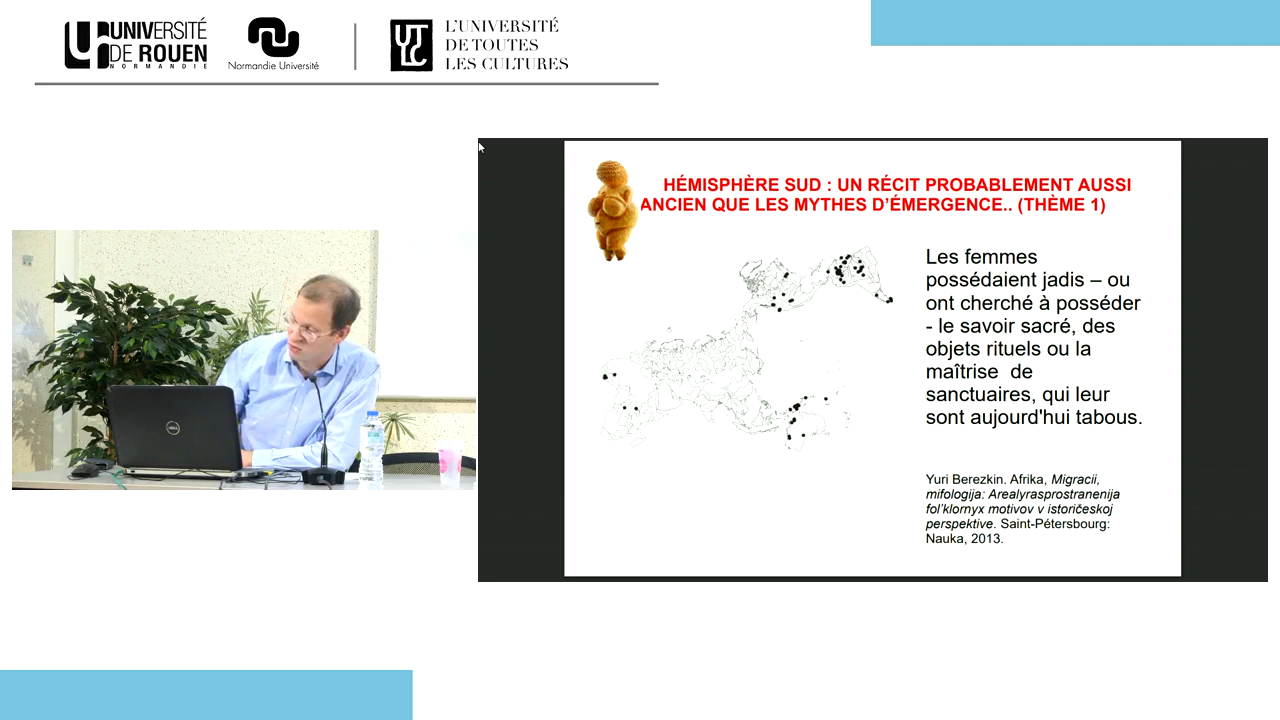 UNIVERSITÉ
DE ROUEN
NORMANDIE
Normandie Université
UTLC
L'UNIVERSITÉ
DE TOUTES
LES CULTURES
HÉMISPHÈRE SUD : UN RÉCIT PROBABLEMENT AUSSI
ANCIEN QUE LES MYTHES D'ÉMERGENCE.. (THÈME 1)
Les femmes
possédaient jadis – ou
ont cherché à posséder
- le savoir sacré, des
objets rituels ou la
maîtrise de
sanctuaires, qui leur
sont aujourd'hui tabous.
Yuri Berezkin. Afrika, Migracii,
mifologija: Arealyrasprostranenija
fol'klornyx motivov v istoričeskoj
perspektive. Saint-Pétersbourg:
Nauka, 2013.
DELL